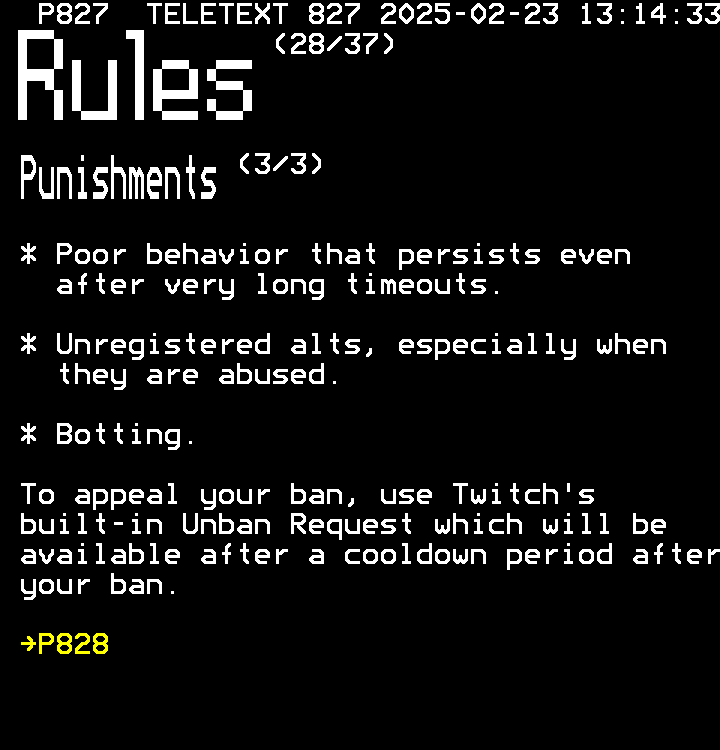 P827 TELETEXT 827 2025-02-23 13:14:33
Rules (28/37)
Punishments (3/3)
* Poor behavior that persists even
after very long timeouts.
* Unregistered alts, especially when
they are abused.
* Botting.
To appeal your ban, use Twitch's
built-in Unban Request which will be
available after a cooldown period after
your ban.
→P828